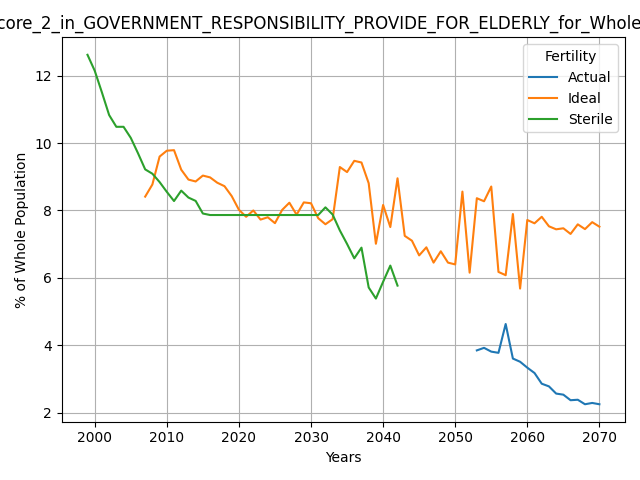 core_2_in_GOVERNMENT_RESPONSIBILITY_PROVIDE_FOR_ELDERLY_for_Whole
Fertility
Actual
Ideal
Sterile
% of Whole Population
12
10
8
6
4
2
2000 2010 2020 2030 2040 2050 2060 2070
Years